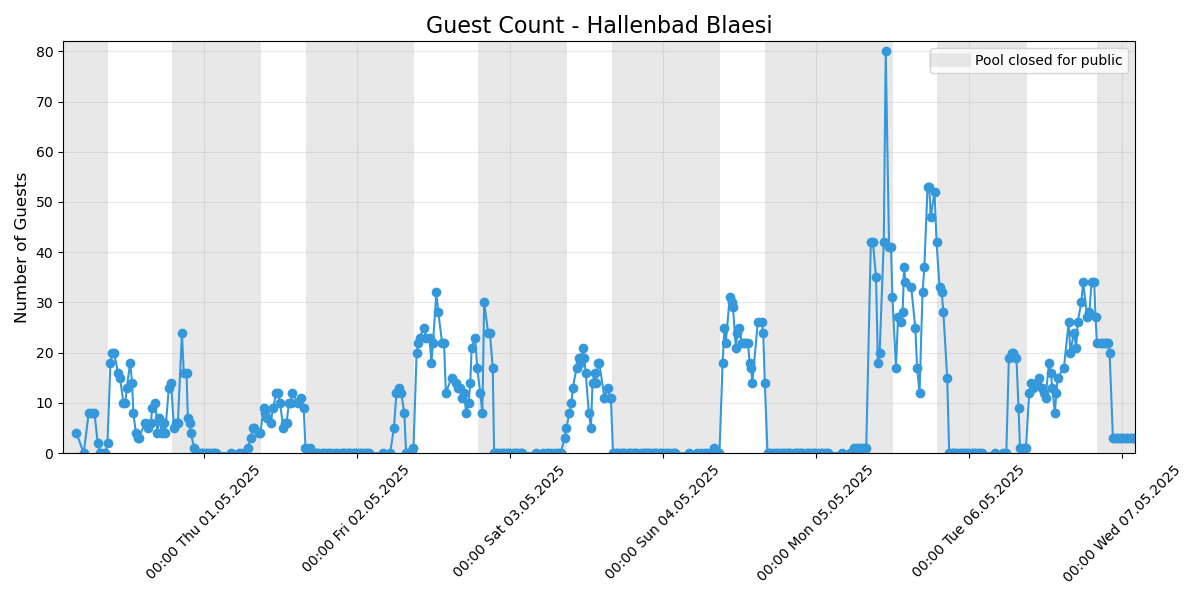 Guest Count - Hallenbad Blaesi
Pool closed for public
Number of Guests
80
70
60
50
40
30
20
10
0
00:00 Thu 01.05.2025
00:00 Fri 02.05.2025
00:00 Sat 03.05.2025
00:00 Sun 04.05.2025
00:00 Mon 05.05.2025
00:00 Tue 06.05.2025
00:00 Wed 07.05.2025